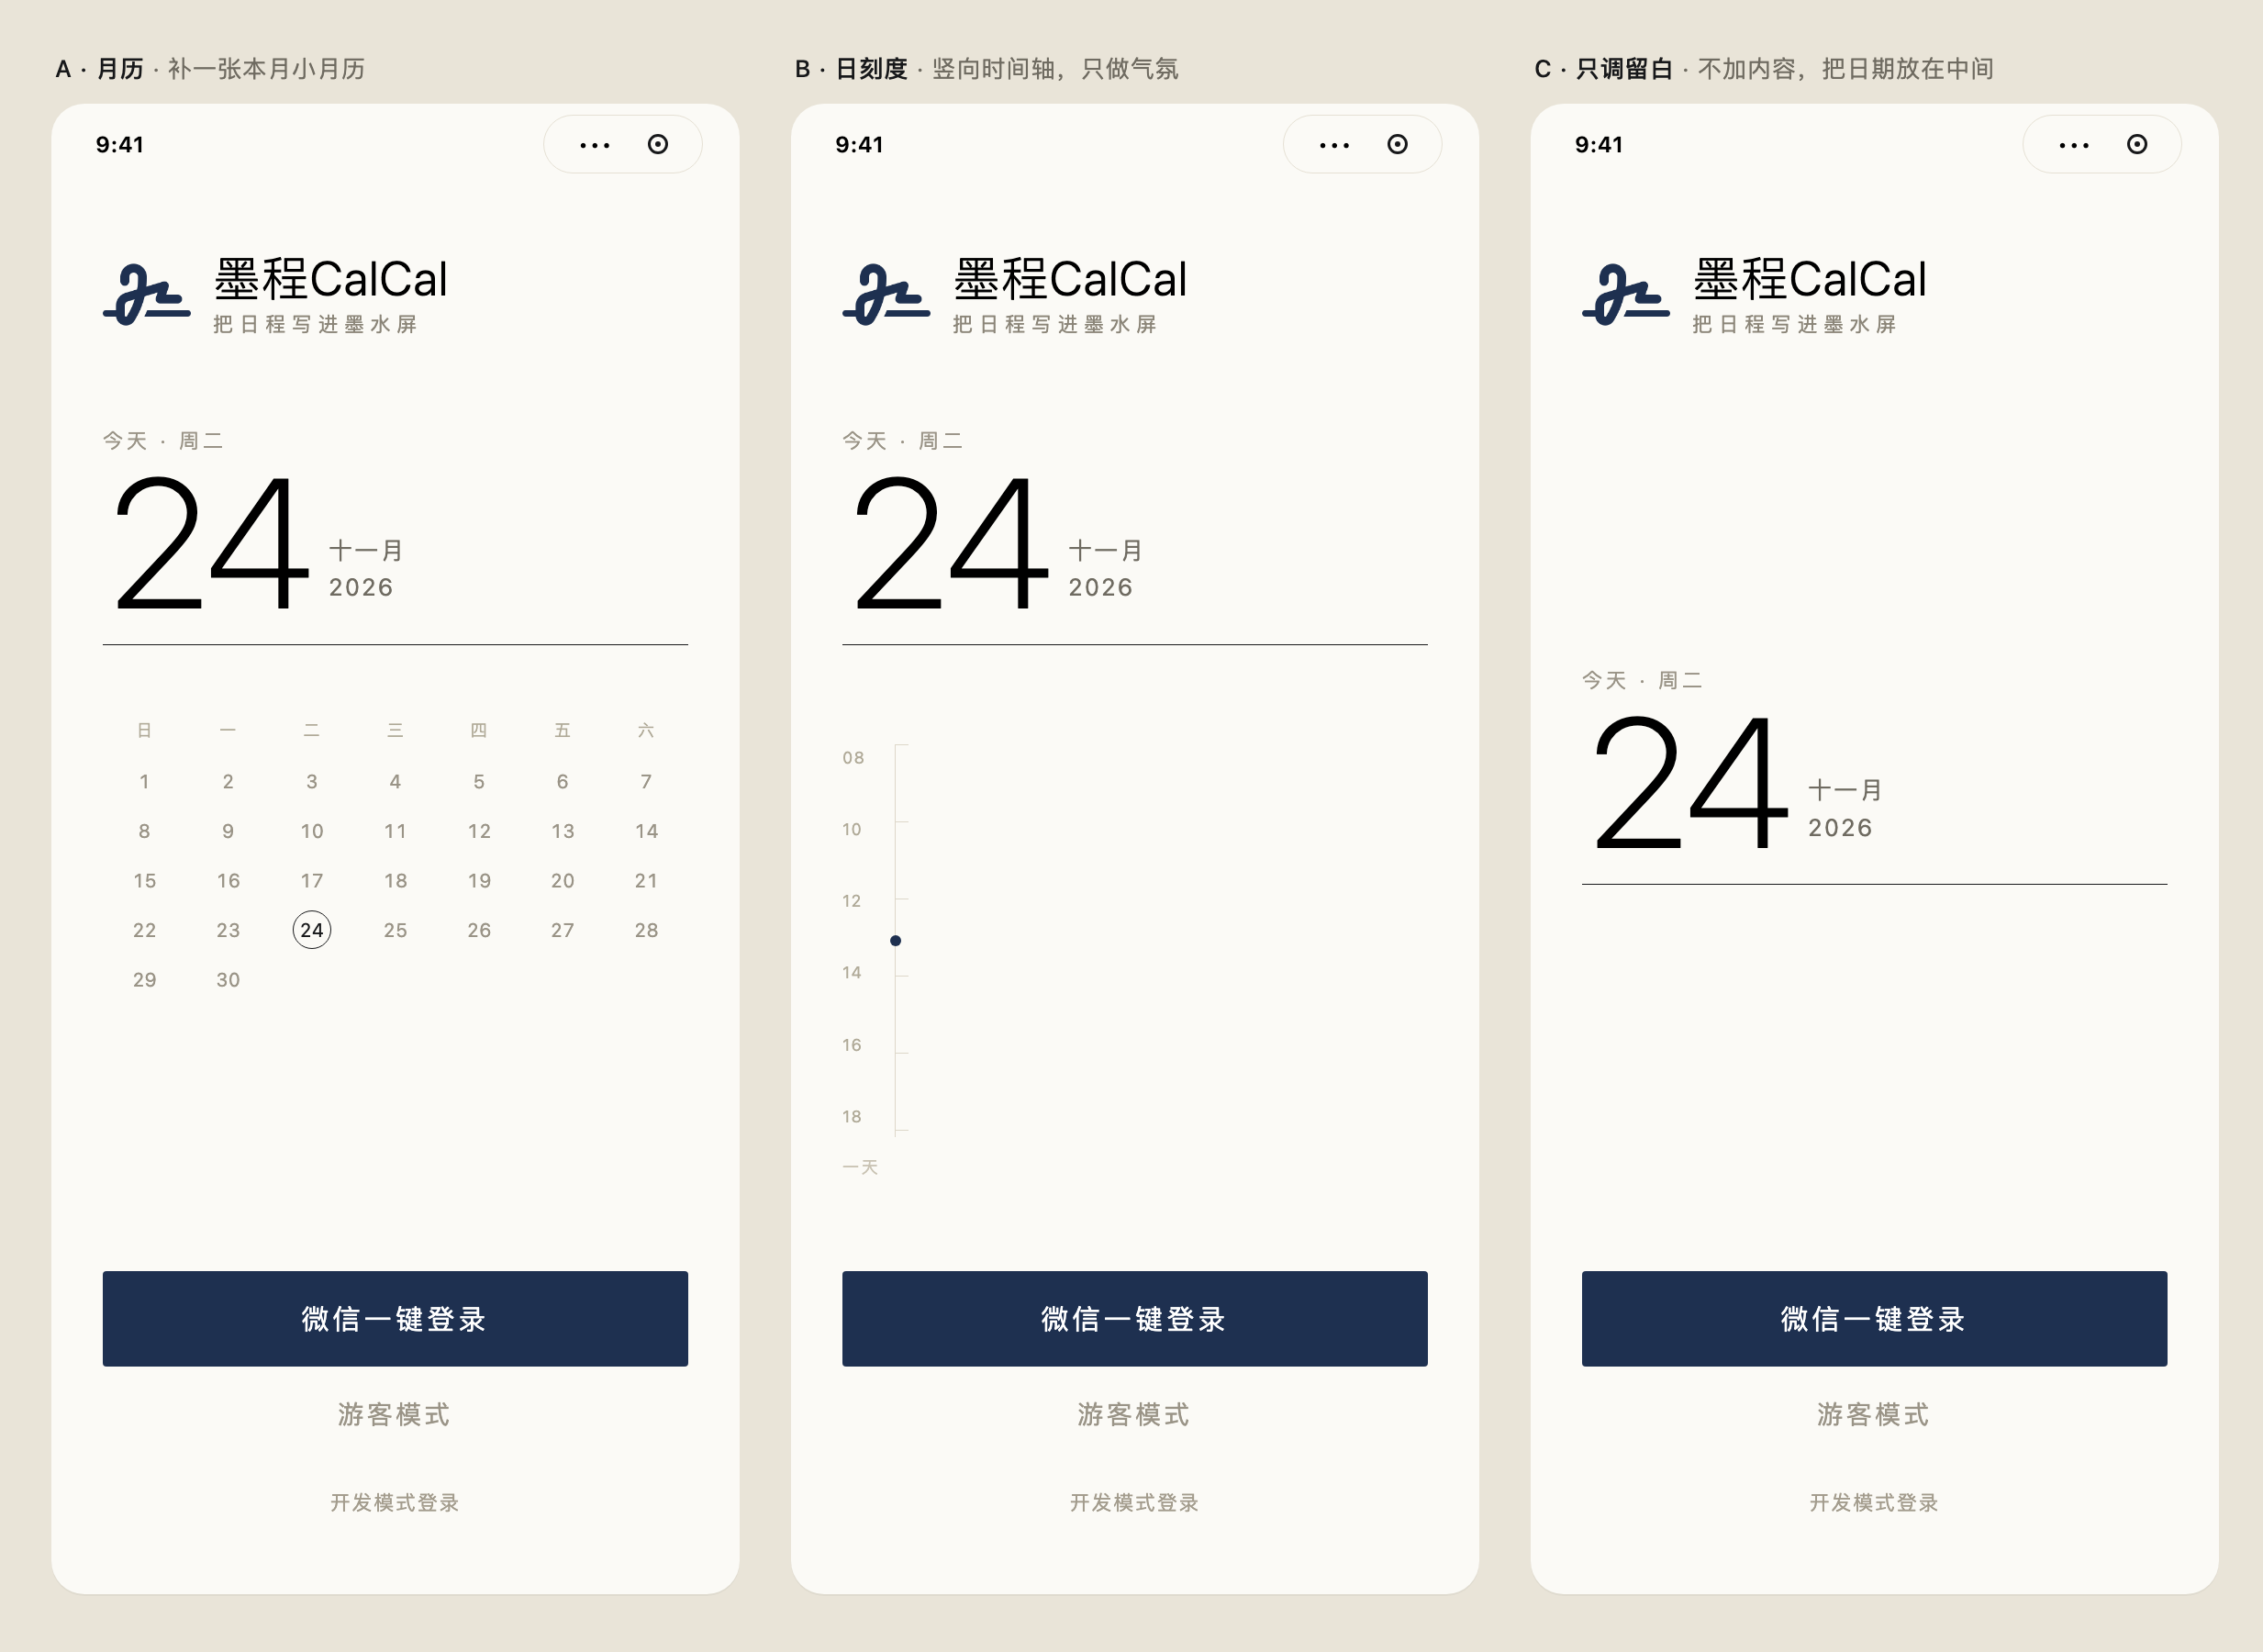 A · 月历 · 补一张本月小月历
9:41
墨程CalCal
把日程写进墨水屏
今天 · 周二
24
十一月
2026
日 一 二 三 四 五 六
1 2 3 4 5 6 7
8 9 10 11 12 13 14
15 16 17 18 19 20 21
22 23 24 25 26 27 28
29 30
微信一键登录
游客模式
开发模式登录
B · 日刻度 · 竖向时间轴，只做气氛
9:41
墨程CalCal
把日程写进墨水屏
今天 · 周二
24
十一月
2026
08
10
12
14
16
18
一天
微信一键登录
游客模式
开发模式登录
C · 只调留白 · 不加内容，把日期放在中间
9:41
墨程CalCal
把日程写进墨水屏
今天 · 周二
24
十一月
2026
微信一键登录
游客模式
开发模式登录